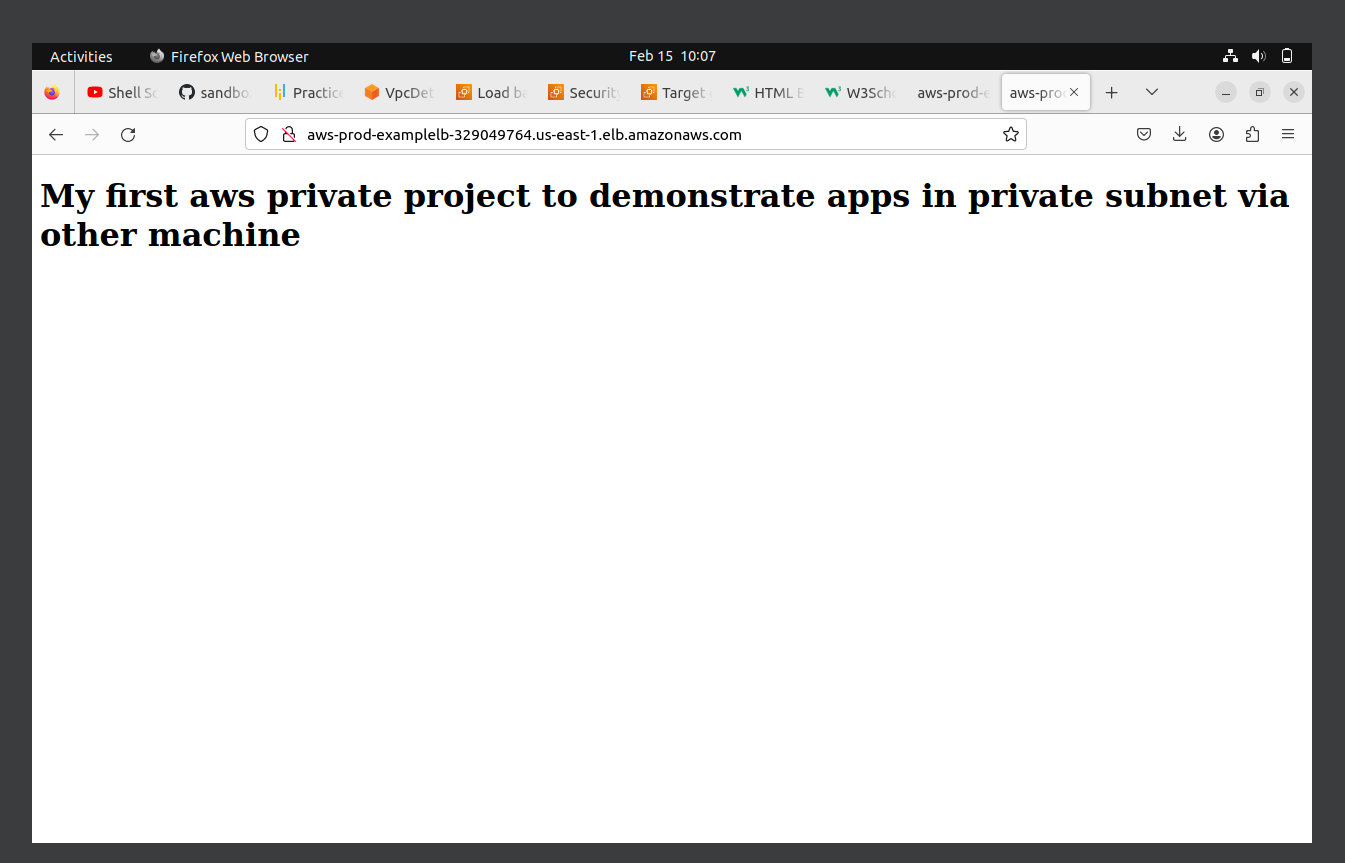 Activities Firefox Web Browser Feb 15 10:07
Shell Sc sandbo Practice VpcDet Load ba Security Target HTML E W3Scho aws-prod-e aws-prod
aws-prod-examplelb-329049764.us-east-1.elb.amazonaws.com
My first aws private project to demonstrate apps in private subnet via
other machine